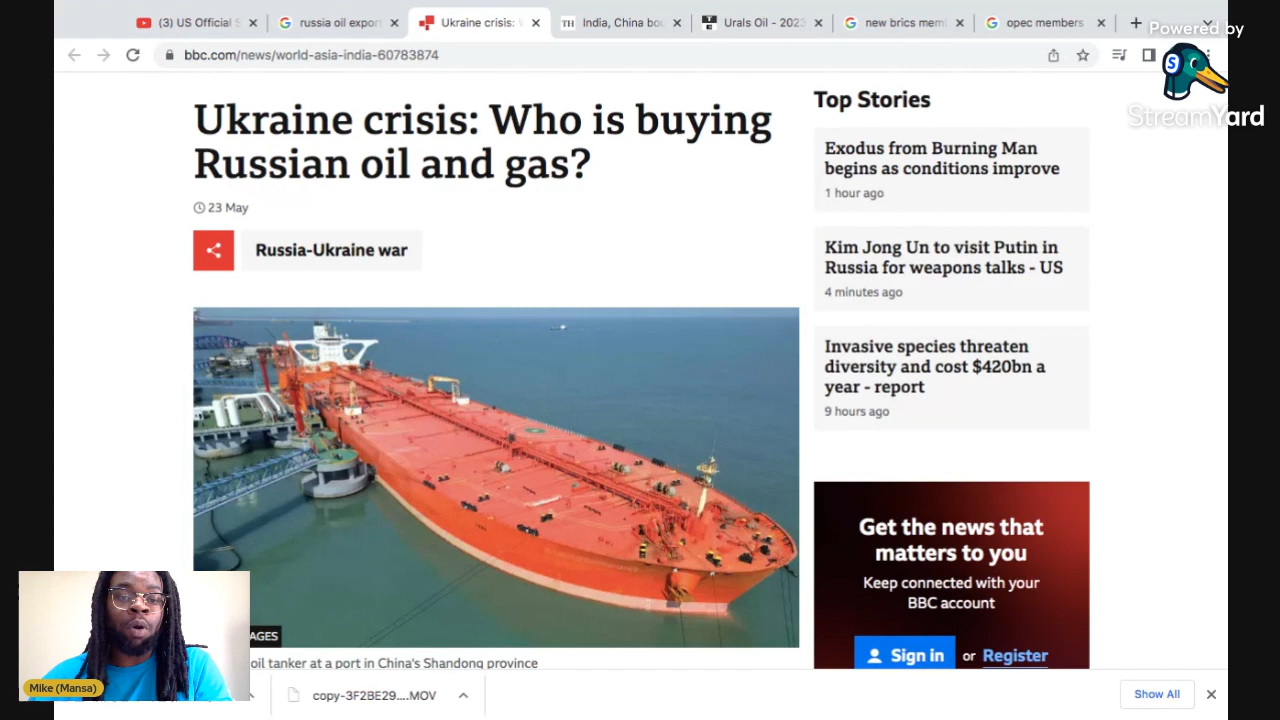 (3) US Official S
russia oil export
Ukraine crisis: W
TH
India, China bou
Urals Oil - 2023
new brics mem
opec members
Powered by
bbc.com/news/world-asia-india-60783874
S
StreamYard
Ukraine crisis: Who is buying
Russian oil and gas?
23 May
Russia-Ukraine war
AGES
oil tanker at a port in China's Shandong province
Top Stories
Exodus from Burning Man
begins as conditions improve
1 hour ago
Kim Jong Un to visit Putin in
Russia for weapons talks - US
4 minutes ago
Invasive species threaten
diversity and cost $420bn a
year - report
9 hours ago
Get the news that
matters to you
Keep connected with your
BBC account
Sign in or Register
Mike (Mansa)
copy-3F2BE29....MOV
Show All